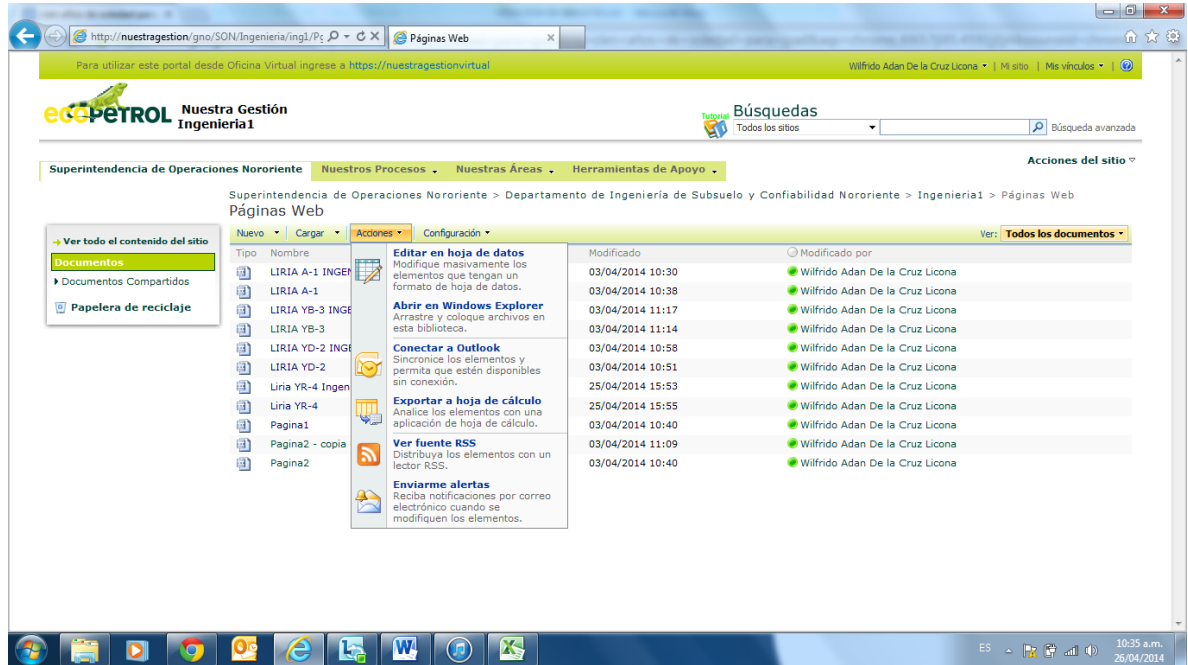 http://nuestragestion/gno/SON/Ingenieria/ing1/Pa
Páginas Web
Para utilizar este portal desde Oficina Virtual ingrese a https://nuestragestionvirtual
Wilfrido Adan De la Cruz Licona | Mi sitio | Mis vínculos
ecopetrol
Nuestra Gestión
Ingenieria1
Tutorial
Búsquedas
Todos los sitios
Búsqueda avanzada
Acciones del sitio
Superintendencia de Operaciones Nororiente Nuestros Procesos Nuestras Áreas Herramientas de Apoyo
Superintendencia de Operaciones Nororiente > Departamento de Ingeniería de Subsuelo y Confiabilidad Nororiente > Ingenieria1 > Páginas Web
Páginas Web
Ver todo el contenido del sitio
Documentos
Documentos Compartidos
Papelera de reciclaje
Nuevo Cargar Acciones Configuración
Ver: Todos los documentos
Tipo Nombre Modificado Modificado por
LIRIA A-1 INGEN 03/04/2014 10:30 Wilfrido Adan De la Cruz Licona
LIRIA A-1 03/04/2014 10:38 Wilfrido Adan De la Cruz Licona
LIRIA YB-3 INGE 03/04/2014 11:17 Wilfrido Adan De la Cruz Licona
LIRIA YB-3 03/04/2014 11:14 Wilfrido Adan De la Cruz Licona
LIRIA YD-2 INGE 03/04/2014 10:58 Wilfrido Adan De la Cruz Licona
LIRIA YD-2 03/04/2014 10:51 Wilfrido Adan De la Cruz Licona
Liria YR-4 Ingen 25/04/2014 15:53 Wilfrido Adan De la Cruz Licona
Liria YR-4 25/04/2014 15:55 Wilfrido Adan De la Cruz Licona
Pagina1 03/04/2014 10:40 Wilfrido Adan De la Cruz Licona
Pagina2 - copia 03/04/2014 11:09 Wilfrido Adan De la Cruz Licona
Pagina2 03/04/2014 10:40 Wilfrido Adan De la Cruz Licona
Editar en hoja de datos
Modifique masivamente los
elementos que tengan un
formato de hoja de datos.
Abrir en Windows Explorer
Arrastre y coloque archivos en
esta biblioteca.
Conectar a Outlook
Sincronice los elementos y
permita que estén disponibles
sin conexión.
Exportar a hoja de cálculo
Analice los elementos con una
aplicación de hoja de cálculo.
Ver fuente RSS
Distribuya los elementos con un
lector RSS.
Enviarme alertas
Reciba notificaciones por correo
electrónico cuando se
modifiquen los elementos.
ES
10:35 a.m.
26/04/2014